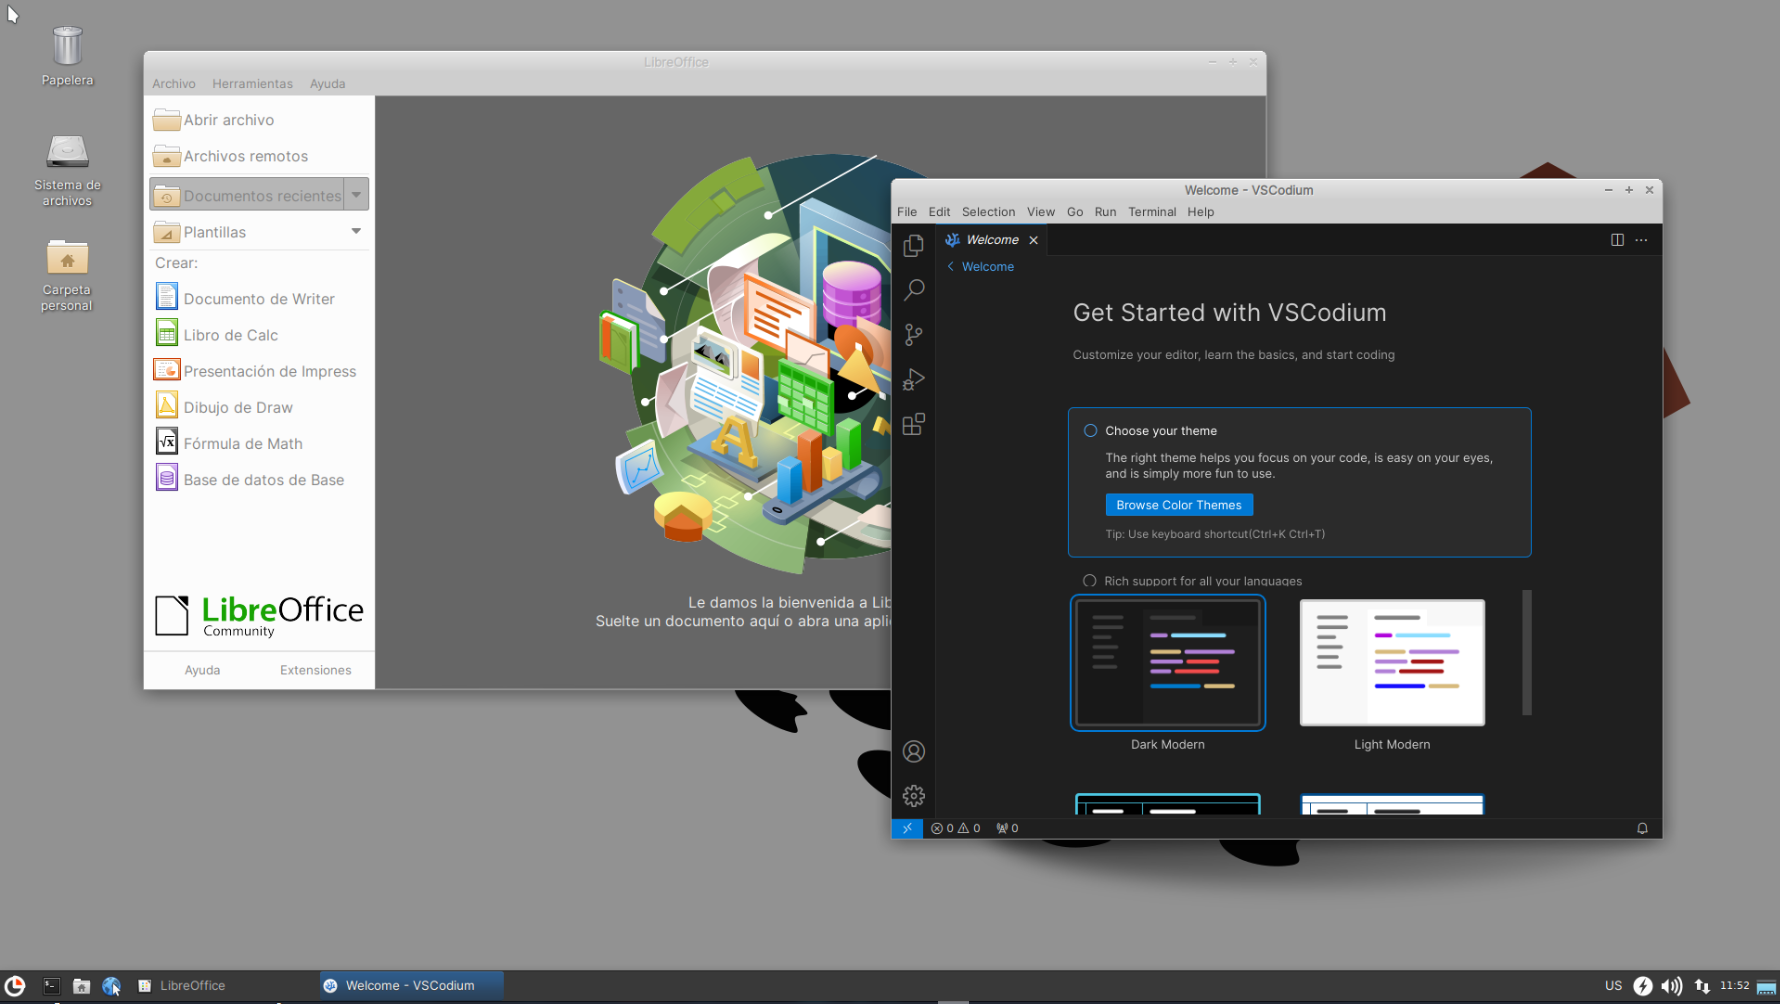 Papelera
Sistema de
archivos
Carpeta
personal
LibreOffice
Archivo Herramientas Ayuda
Abrir archivo
Archivos remotos
Documentos recientes
Plantillas
Crear:
Documento de Writer
Libro de Calc
Presentación de Impress
Dibujo de Draw
Fórmula de Math
Base de datos de Base
LibreOffice
Community
Ayuda Extensiones
A
Le damos la bienvenida a Lib
Suelte un documento aquí o abra una apli
Welcome - VSCodium
File Edit Selection View Go Run Terminal Help
Welcome
Welcome
Get Started with VSCodium
Customize your editor, learn the basics, and start coding
Choose your theme
The right theme helps you focus on your code, is easy on your eyes,
and is simply more fun to use.
Browse Color Themes
Tip: Use keyboard shortcut(Ctrl+K Ctrl+T)
Rich support for all your languages
Dark Modern Light Modern
0 0 0
LibreOffice
Welcome - VSCodium
US 11:52